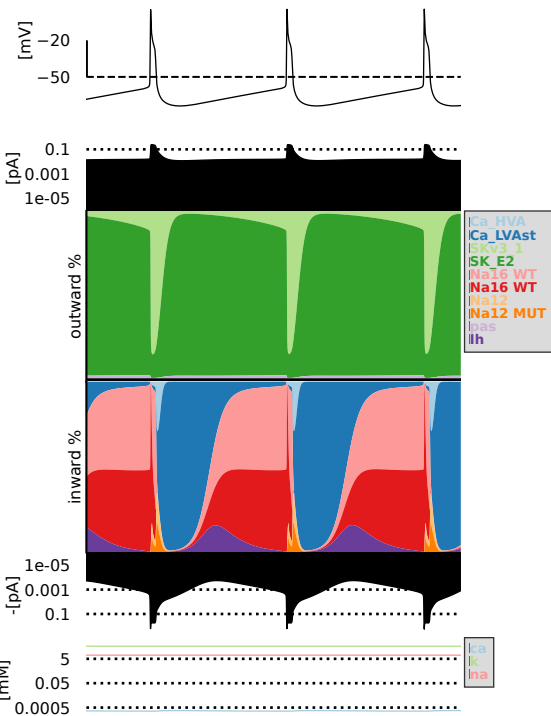 [mV]
−20
−50
[pA]
0.1
0.001
1e-05
outward %
Ca_HVA
Ca_LVAst
SKv3_1
SK_E2
Na16 WT
Na16 WT
Na12
Na12 MUT
pas
Ih
inward %
-[pA]
1e-05
0.001
0.1
[mM]
5
0.05
0.0005
ca
k
na